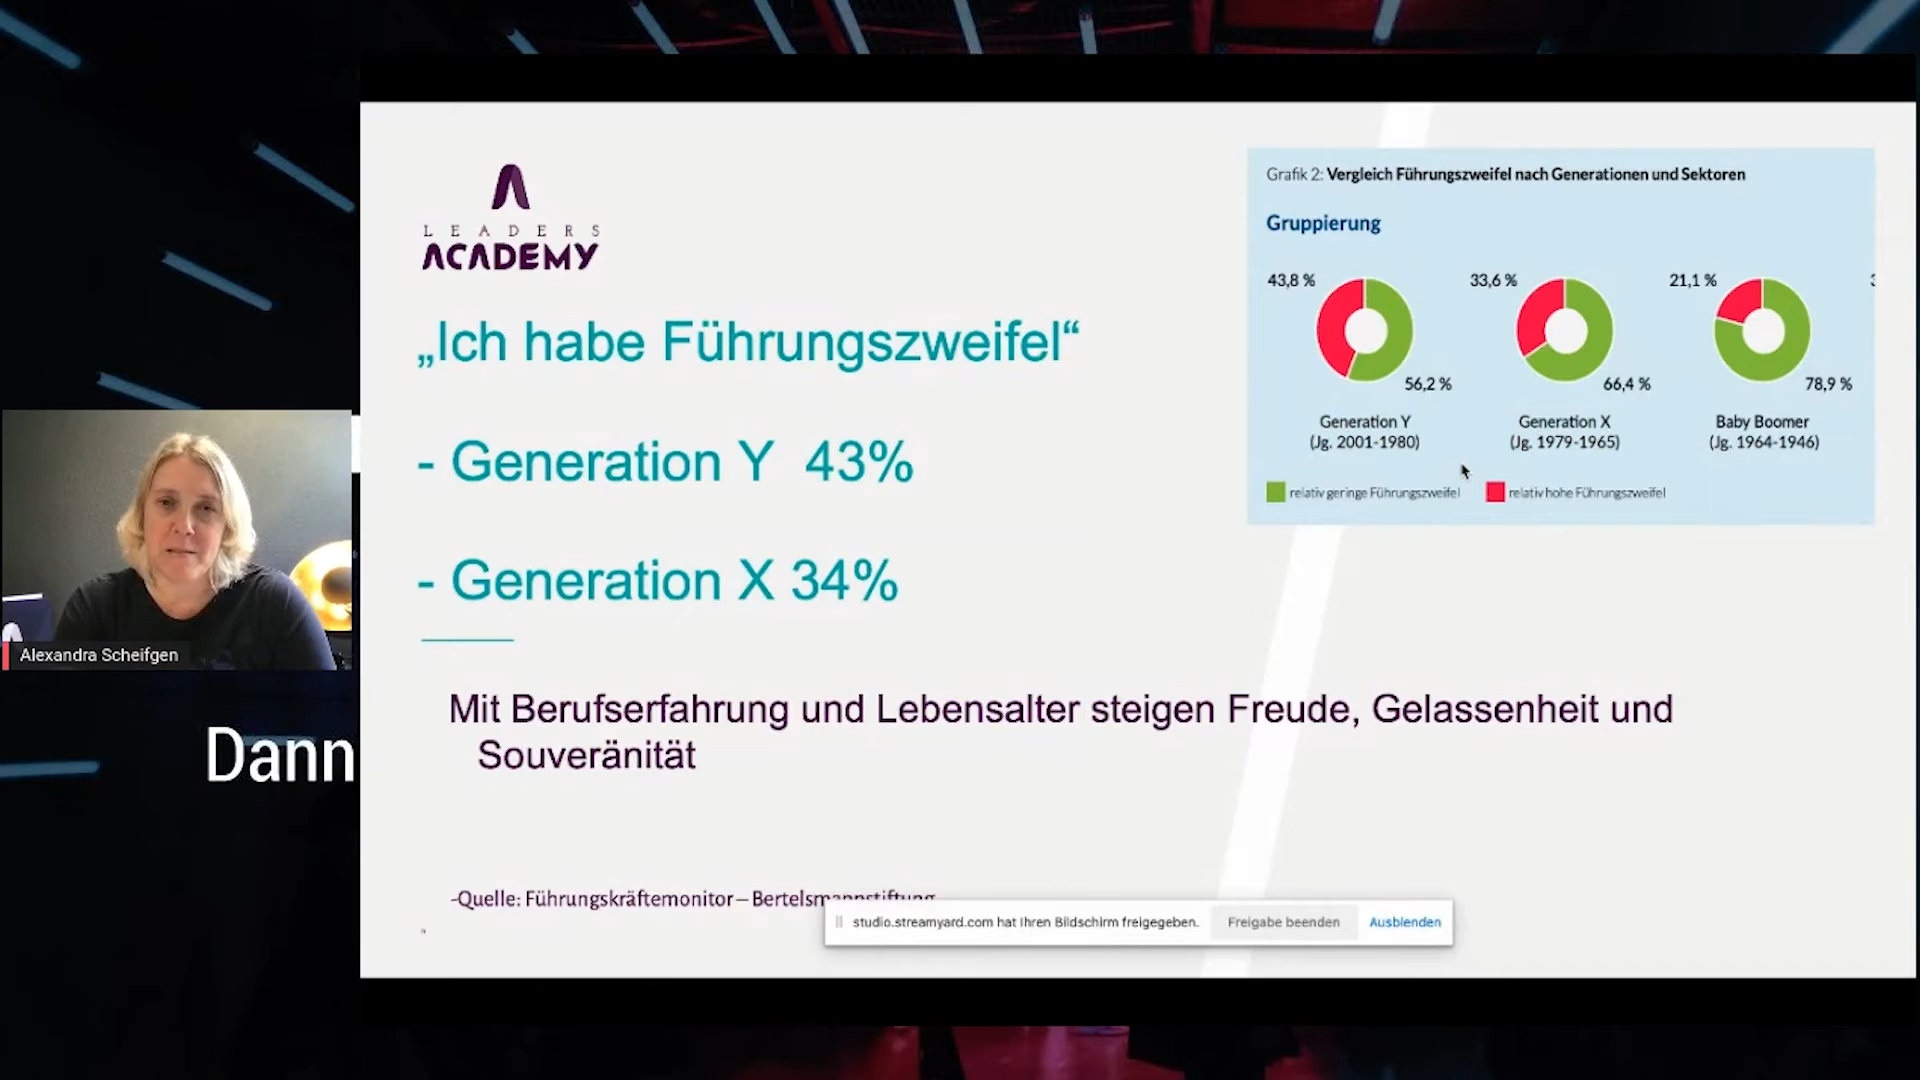 LEADERS
ACADEMY
„Ich habe Führungszweifel“
- Generation Y 43%
- Generation X 34%
Mit Berufserfahrung und Lebensalter steigen Freude, Gelassenheit und
Souveränität
-Quelle: Führungskräftemonitor – Bertelsmannstiftung
Grafik 2: Vergleich Führungszweifel nach Generationen und Sektoren
Gruppierung
43,8 % 33,6 % 21,1 %
56,2 % 66,4 % 78,9 %
Generation Y Generation X Baby Boomer
(Jg. 2001-1980) (Jg. 1979-1965) (Jg. 1964-1946)
relativ geringe Führungszweifel relativ hohe Führungszweifel
studio.streamyard.com hat Ihren Bildschirm freigegeben. Freigabe beenden Ausblenden
Alexandra Scheifgen
Dann